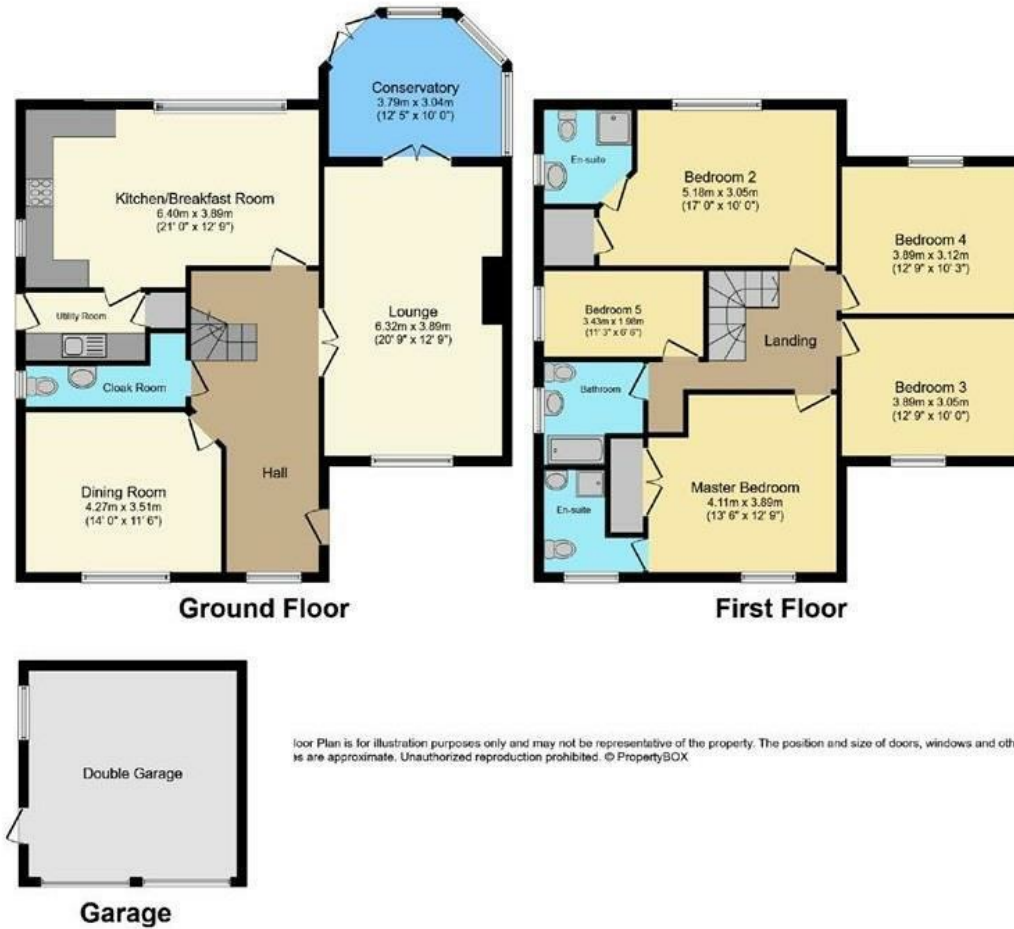 Conservatory
3.79m x 3.04m
(12' 5" x 10' 0")
Kitchen/Breakfast Room
6.40m x 3.89m
(21' 0" x 12' 9")
Utility Room
Cloak Room
Lounge
6.32m x 3.89m
(20' 9" x 12' 9")
Hall
Dining Room
4.27m x 3.51m
(14' 0" x 11' 6")
Ground Floor
En-suite
Bedroom 2
5.18m x 3.05m
(17' 0" x 10' 0")
Bedroom 4
3.89m x 3.12m
(12' 9" x 10' 3")
Bedroom 5
3.43m x 1.98m
(11' 3" x 6' 6")
Landing
Bathroom
Bedroom 3
3.89m x 3.05m
(12' 9" x 10' 0")
Master Bedroom
4.11m x 3.89m
(13' 6" x 12' 9")
En-suite
First Floor
Double Garage
Garage
loor Plan is for illustration purposes only and may not be representative of the property. The position and size of doors, windows and oth
es are approximate. Unauthorized reproduction prohibited. © PropertyBOX